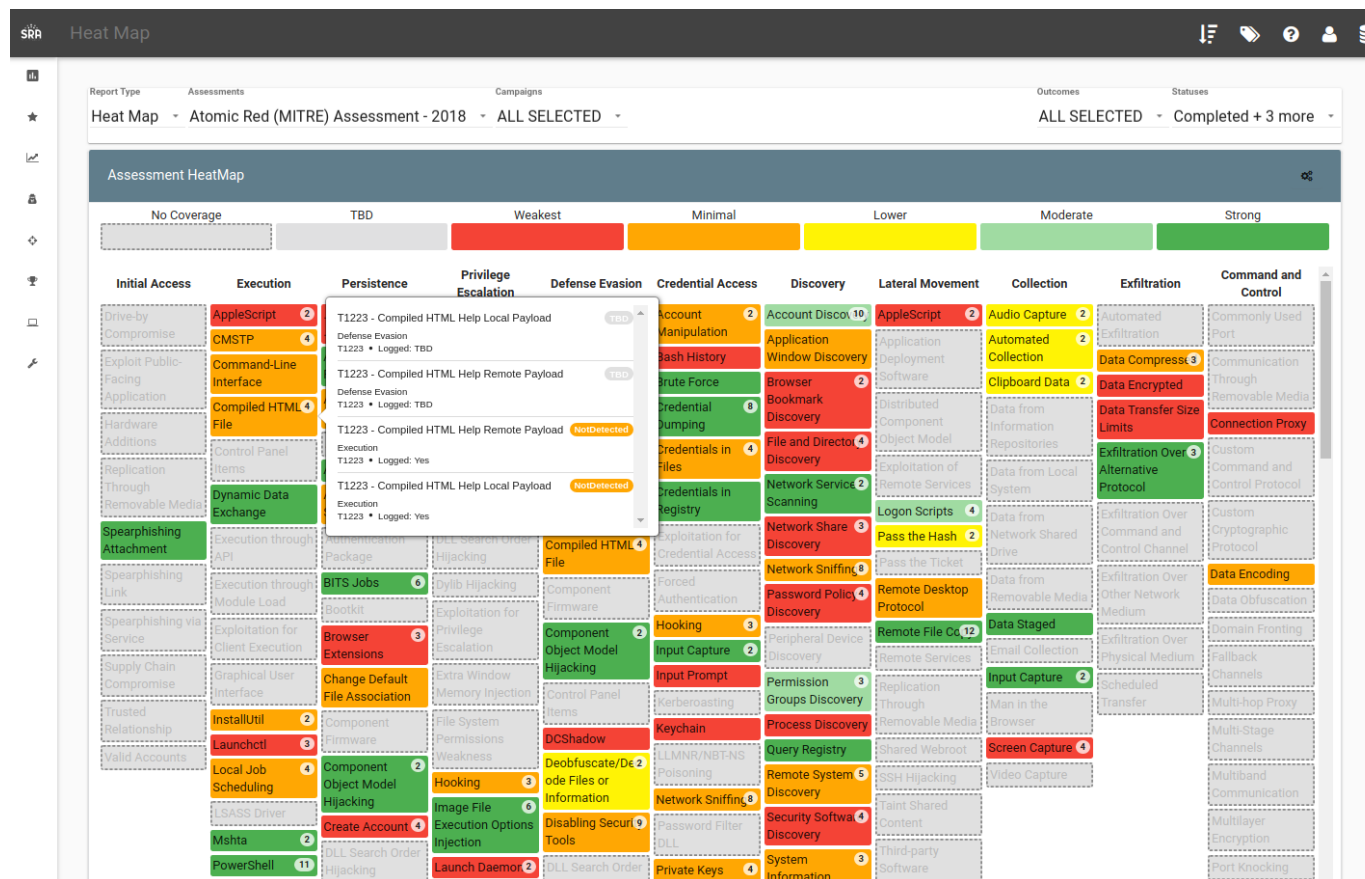 SRA Heat Map
Report Type Assessments Campaigns Outcomes Statuses
Heat Map Atomic Red (MITRE) Assessment - 2018 ALL SELECTED ALL SELECTED Completed + 3 more
Assessment HeatMap
No Coverage TBD Weakest Minimal Lower Moderate Strong
Initial Access
Drive-by
Compromise
Exploit Public-
Facing
Application
Hardware
Additions
Replication
Through
Removable Media
Spearphishing
Attachment
Spearphishing
Link
Spearphishing via
Service
Supply Chain
Compromise
Trusted
Relationship
Valid Accounts
Execution
AppleScript 2
CMSTP 4
Command-Line
Interface
Compiled HTML 4
File
Control Panel
Items
Dynamic Data
Exchange
Execution through
API
Execution through
Module Load
Exploitation for
Client Execution
Graphical User
Interface
InstallUtil 2
Launchctl 3
Local Job 4
Scheduling
LSASS Driver
Mshta 2
PowerShell 11
Persistence
T1223 - Compiled HTML Help Local Payload TBD
Defense Evasion
T1223 • Logged: TBD
T1223 - Compiled HTML Help Remote Payload TBD
Defense Evasion
T1223 • Logged: TBD
T1223 - Compiled HTML Help Remote Payload NotDetected
Execution
T1223 • Logged: Yes
T1223 - Compiled HTML Help Local Payload NotDetected
Execution
T1223 • Logged: Yes
Authentication
Package
BITS Jobs 6
Bootkit
Browser 3
Extensions
Change Default
File Association
Component
Firmware
Component 2
Object Model
Hijacking
Create Account 4
DLL Search Order
Hijacking
Privilege
Escalation
DLL Search Order
Hijacking
Dylib Hijacking
Exploitation for
Privilege
Escalation
Extra Window
Memory Injection
File System
Permissions
Weakness
Hooking 3
Image File 6
Execution Options
Injection
Launch Daemon 2
Defense Evasion
Compiled HTML 4
File
Component
Firmware
Component 2
Object Model
Hijacking
Control Panel
Items
DCShadow
Deobfuscate/De 2
ode Files or
Information
Disabling Securi 9
Tools
DLL Search Order
Credential Access
Account 2
Manipulation
Bash History
Brute Force
Credential 8
Dumping
Credentials in 4
Files
Credentials in
Registry
Exploitation for
Credential Access
Forced
Authentication
Hooking 3
Input Capture 2
Input Prompt
Kerberoasting
Keychain
LLMNR/NBT-NS
Poisoning
Network Sniffing 8
Password Filter
DLL
Private Keys 4
Discovery
Account Discov 10
Application
Window Discovery
Browser 2
Bookmark
Discovery
File and Director 4
Discovery
Network Service 2
Scanning
Network Share 3
Discovery
Network Sniffing 8
Password Policy 4
Discovery
Peripheral Device
Discovery
Permission 3
Groups Discovery
Process Discovery
Query Registry
Remote System 5
Discovery
Security Softwa 4
Discovery
System 3
Information
Lateral Movement
AppleScript 2
Application
Deployment
Software
Distributed
Component
Object Model
Exploitation of
Remote Services
Logon Scripts 4
Pass the Hash 2
Pass the Ticket
Remote Desktop
Protocol
Remote File Co 12
Remote Services
Replication
Through
Removable Media
Shared Webroot
SSH Hijacking
Taint Shared
Content
Third-party
Software
Collection
Audio Capture 2
Automated 2
Collection
Clipboard Data 2
Data from
Information
Repositories
Data from Local
System
Data from
Network Shared
Drive
Data from
Removable Media
Data Staged
Email Collection
Input Capture 2
Man in the
Browser
Screen Capture 4
Video Capture
Exfiltration
Automated
Exfiltration
Data Compresse 3
Data Encrypted
Data Transfer Size
Limits
Exfiltration Over 3
Alternative
Protocol
Exfiltration Over
Command and
Control Channel
Exfiltration Over
Other Network
Medium
Exfiltration Over
Physical Medium
Scheduled
Transfer
Command and
Control
Commonly Used
Port
Communication
Through
Removable Media
Connection Proxy
Custom
Command and
Control Protocol
Custom
Cryptographic
Protocol
Data Encoding
Data Obfuscation
Domain Fronting
Fallback
Channels
Multi-hop Proxy
Multi-Stage
Channels
Multiband
Communication
Multilayer
Encryption
Port Knocking